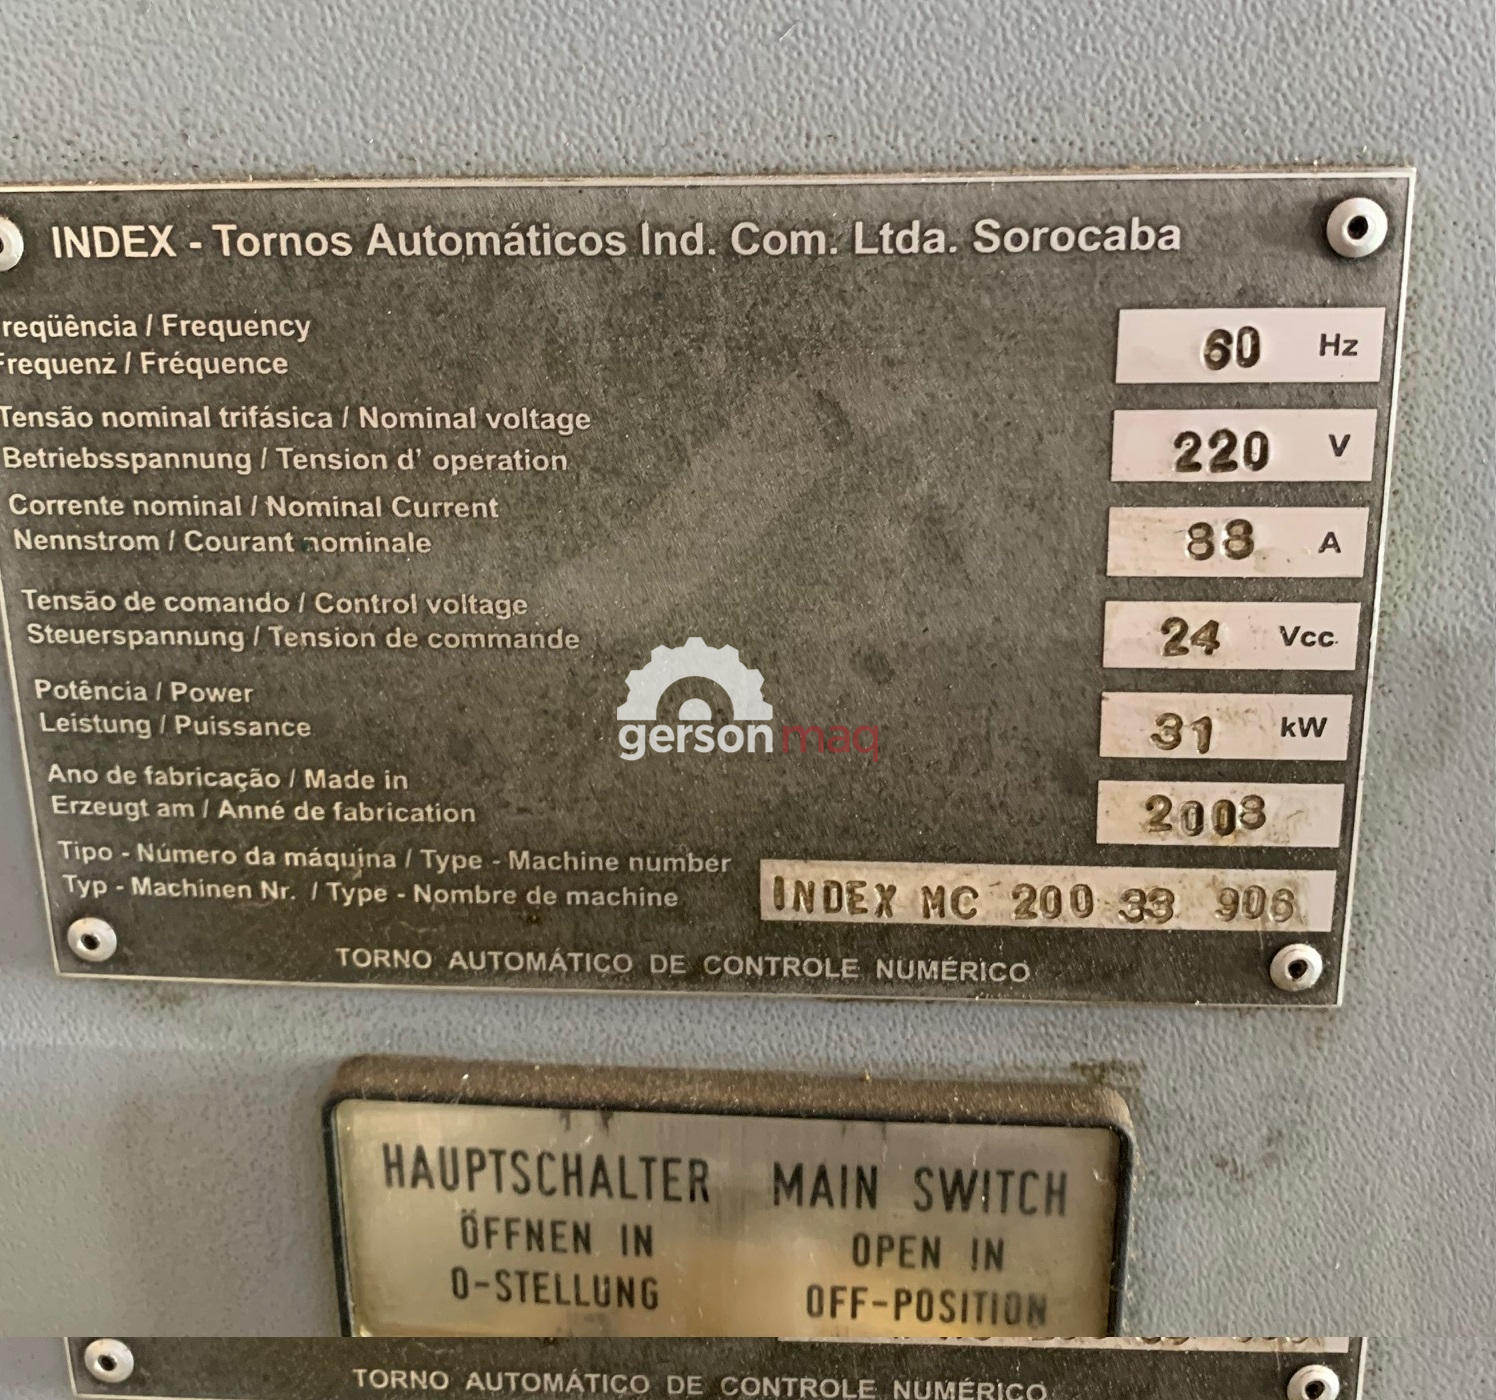 INDEX - Tornos Automáticos Ind. Com. Ltda. Sorocaba
reqüência / Frequency
Frequenz / Fréquence
60 Hz
Tensão nominal trifásica / Nominal voltage
Betriebsspannung / Tension d' operation
220 V
Corrente nominal / Nominal Current
Nennstrom / Courant nominale
88 A
Tensão de comando / Control voltage
Steuerspannung / Tension de commande
24 Vcc
Potência / Power
Leistung / Puissance
31 kW
Ano de fabricação / Made in
Erzeugt am / Anné de fabrication
2008
Tipo - Número da máquina / Type - Machine number
Typ - Machinen Nr. / Type - Nombre de machine
INDEX MC 200 33 906
TORNO AUTOMÁTICO DE CONTROLE NUMÉRICO
gerson maq
HAUPTSCHALTER
ÖFFNEN IN
0-STELLUNG
MAIN SWITCH
OPEN IN
OFF-POSITION
TORNO AUTOMÁTICO DE CONTROLE NUMÉRICO